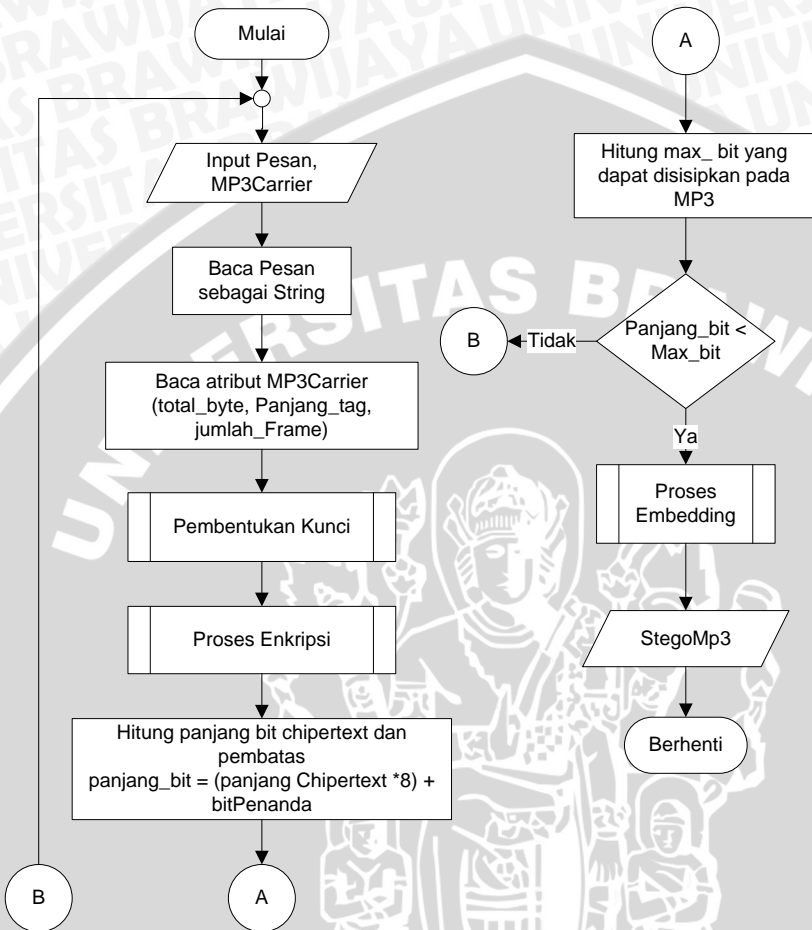 Mulai
Input Pesan,
MP3Carrier
Baca Pesan
sebagai String
Baca atribut MP3Carrier
(total_byte, Panjang_tag,
jumlah_Frame)
Pembentukan Kunci
Proses Enkripsi
Hitung panjang bit chipertext dan
pembatas
panjang_bit = (panjang Chipertext *8) +
bitPenanda
B
A
A
Hitung max_ bit yang
dapat disisipkan pada
MP3
Panjang_bit <
Max_bit
Tidak
B
Ya
Proses
Embedding
StegoMp3
Berhenti
UNIVERSITAS BRAWI